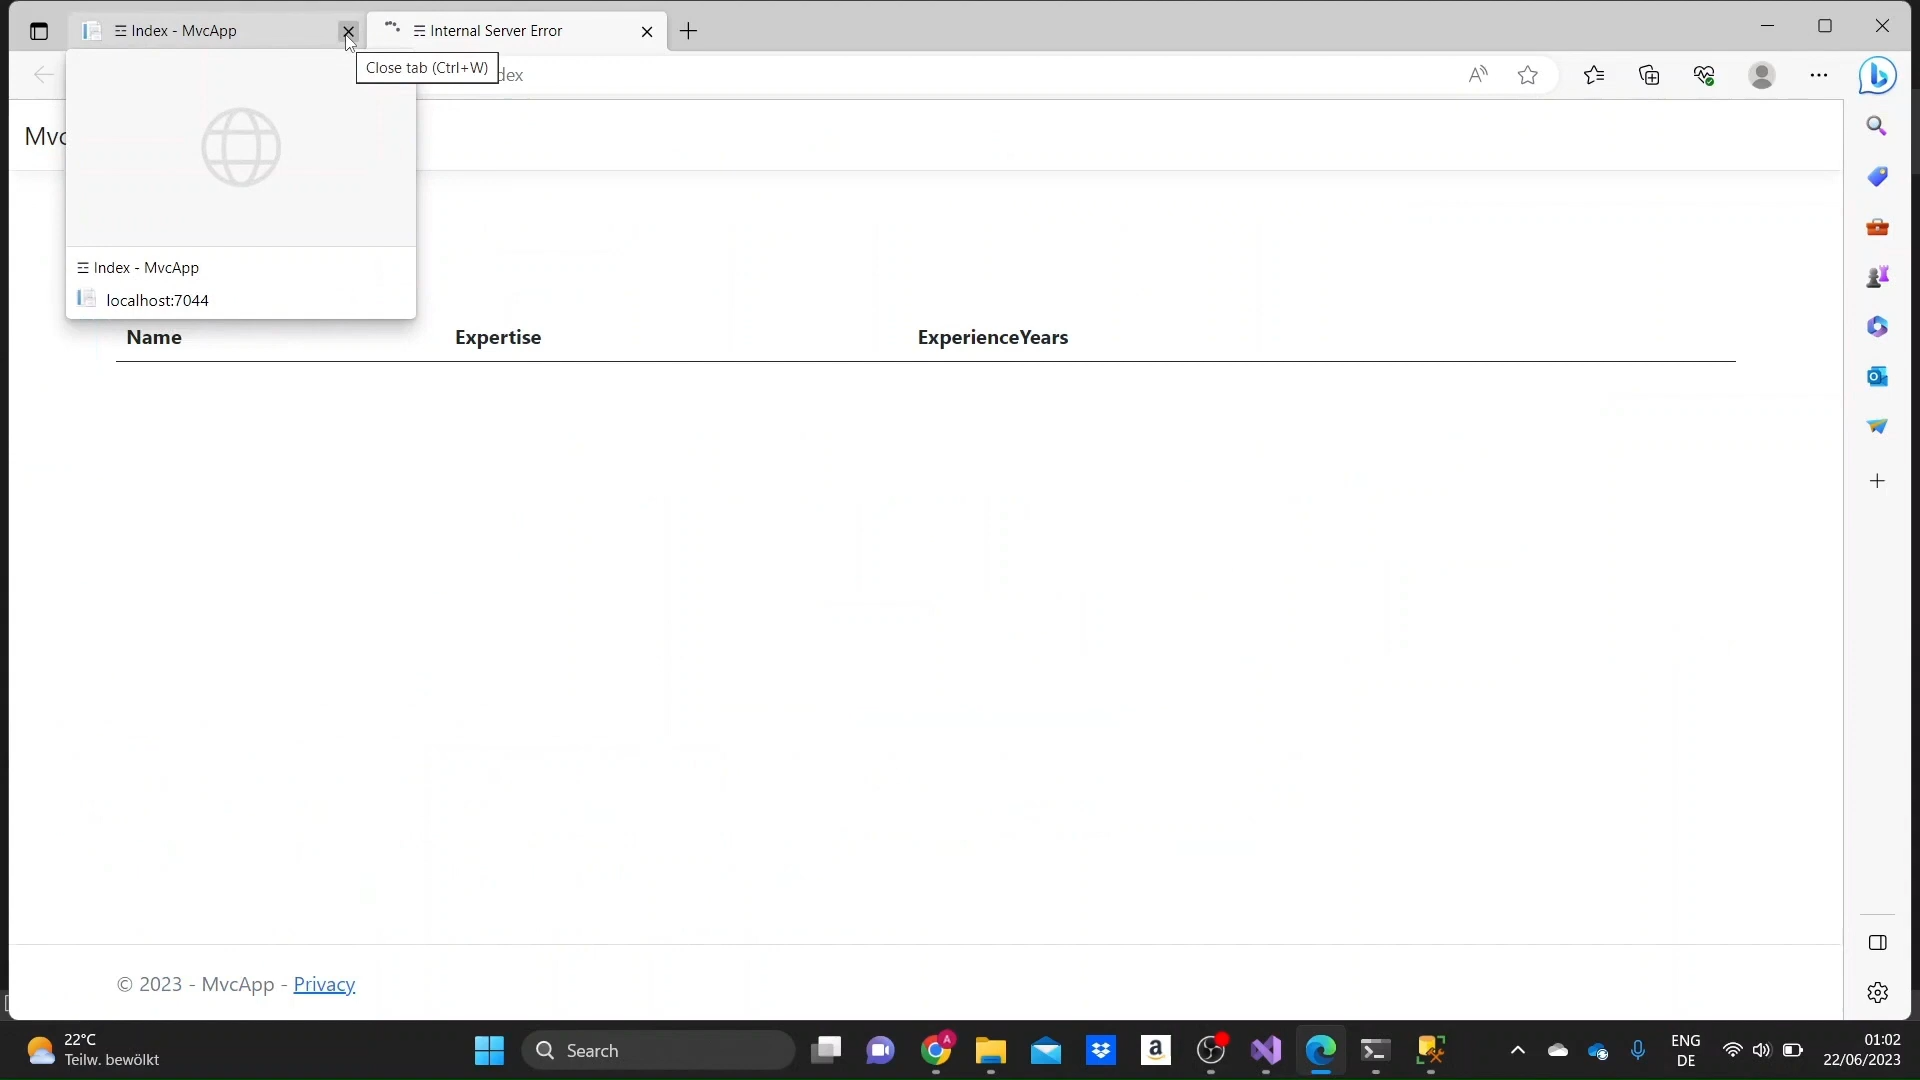 Index - MvcApp
Internal Server Error
Close tab (Ctrl+W)
dex
Mvc
Index - MvcApp
localhost:7044
Name Expertise ExperienceYears
© 2023 - MvcApp - Privacy
22°C
Teilw. bewölkt
Search
A
a
ENG
DE
01:02
22/06/2023